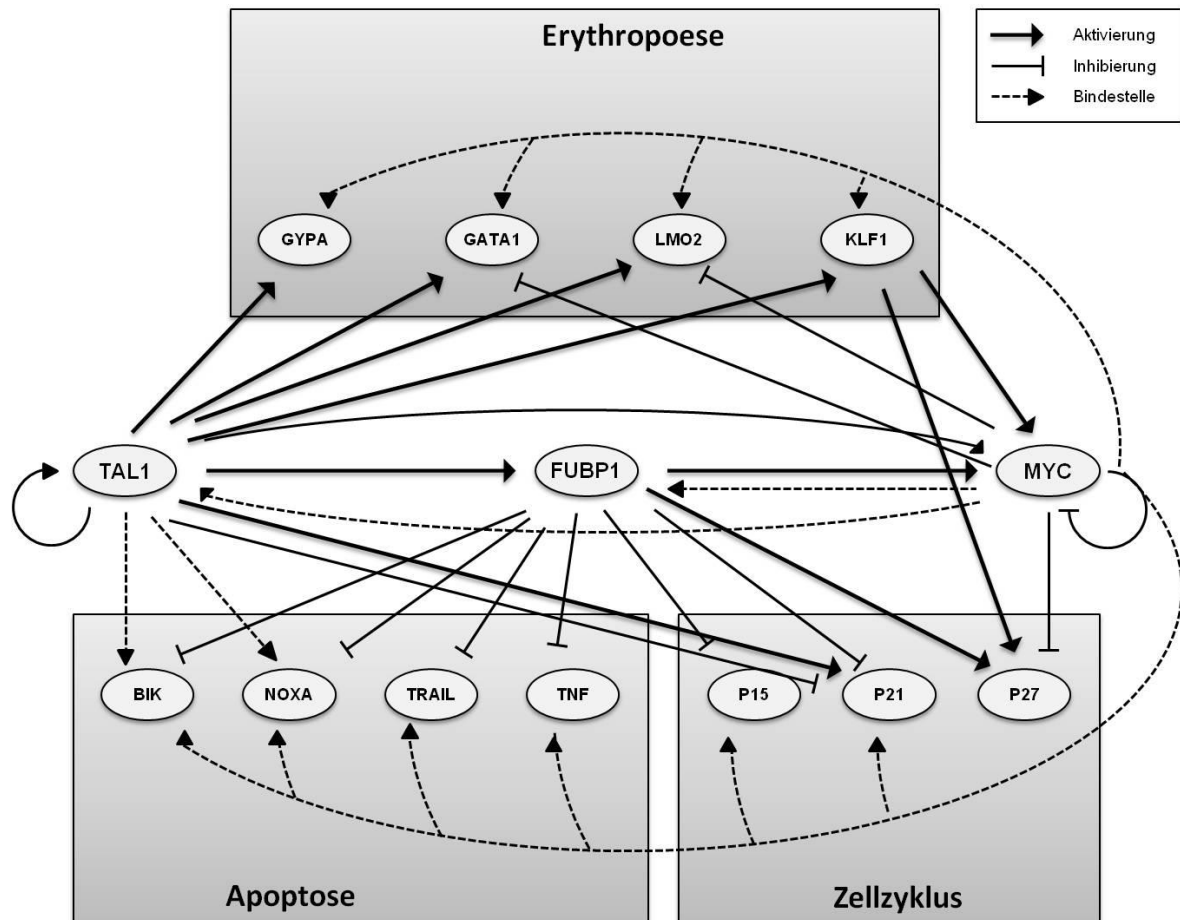 Erythropoese
Aktivierung
Inhibierung
Bindestelle
GYPA
GATA1
LMO2
KLF1
TAL1
FUBP1
MYC
BIK
NOXA
TRAIL
TNF
P15
P21
P27
Apoptose
Zellzyklus